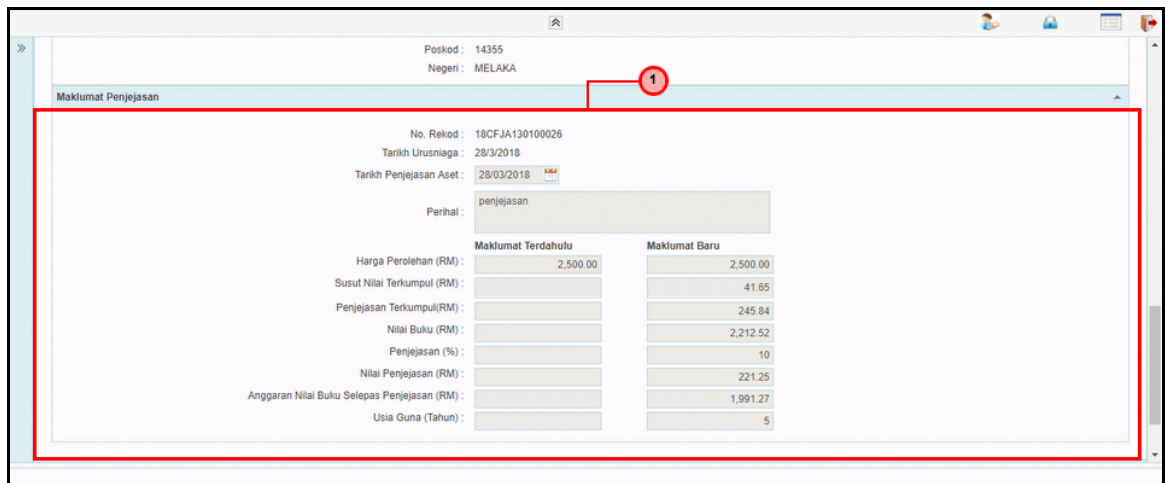 Poskod : 14355
Negeri : MELAKA
1
Maklumat Penjejasan
No. Rekod : 18CFJA130100026
Tarikh Urusniaga : 28/3/2018
Tarikh Penjejasan Aset : 28/03/2018
Perihal : penjejasan
Maklumat Terdahulu Maklumat Baru
Harga Perolehan (RM) : 2,500.00 2,500.00
Susut Nilai Terkumpul (RM) : 41.65
Penjejasan Terkumpul(RM) : 245.84
Nilai Buku (RM) : 2,212.52
Penjejasan (%) : 10
Nilai Penjejasan (RM) : 221.25
Anggaran Nilai Buku Selepas Penjejasan (RM) : 1,991.27
Usia Guna (Tahun) : 5